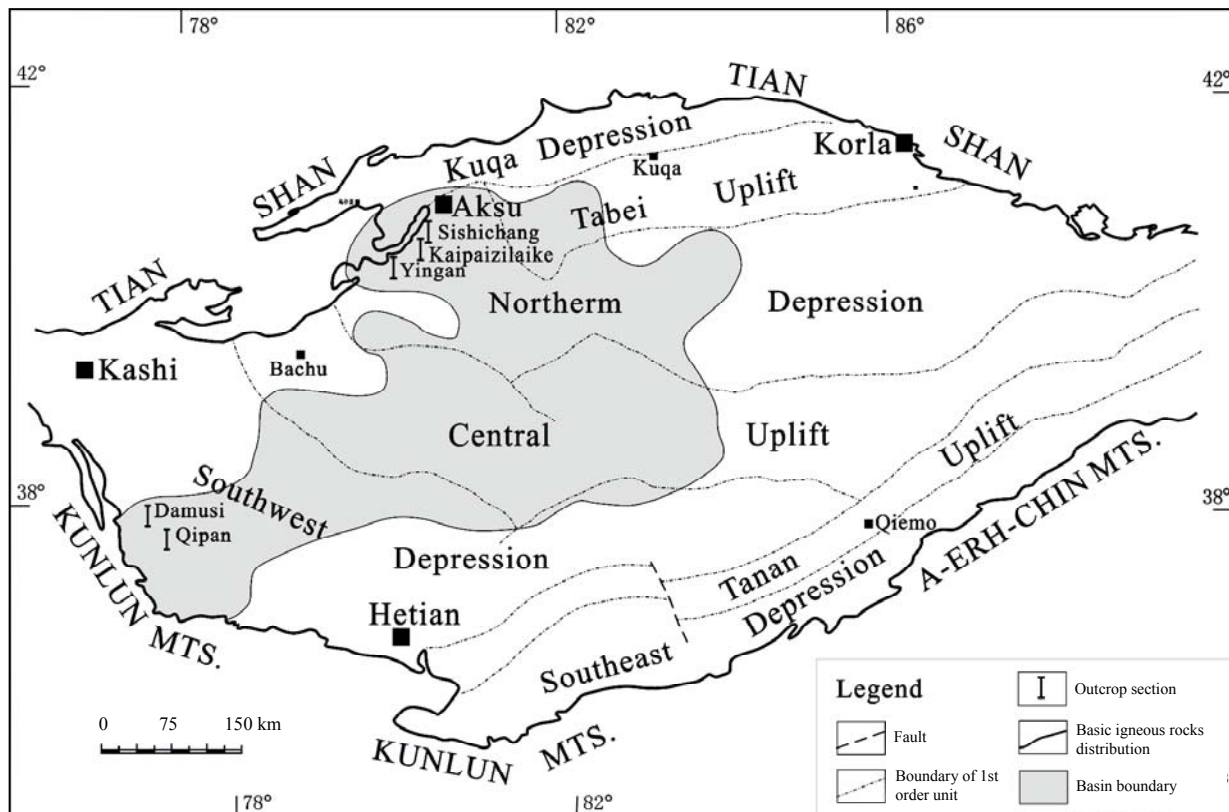 78°
82°
86°
42°
42°
TIAN
SHAN
Kuqa Depression
Korla
SHAN
Kuqa
Tabei Uplift
Aksu
Sishichang
Kaipaizilaike
Yingan
TIAN
Northerm
Depression
Kashi
Bachu
Central
Uplift
Uplift
38°
38°
Southwest
Damusi
Qipan
KUNLUN
MTS.
Depression
Qiemo
Tanan
Depression
A-ERH-CHIN MTS.
Hetian
Southeast
KUNLUN
MTS.
0 75 150 km
78°
82°
Legend
Fault
Boundary of 1st
order unit
Outcrop section
Basic igneous rocks
distribution
Basin boundary